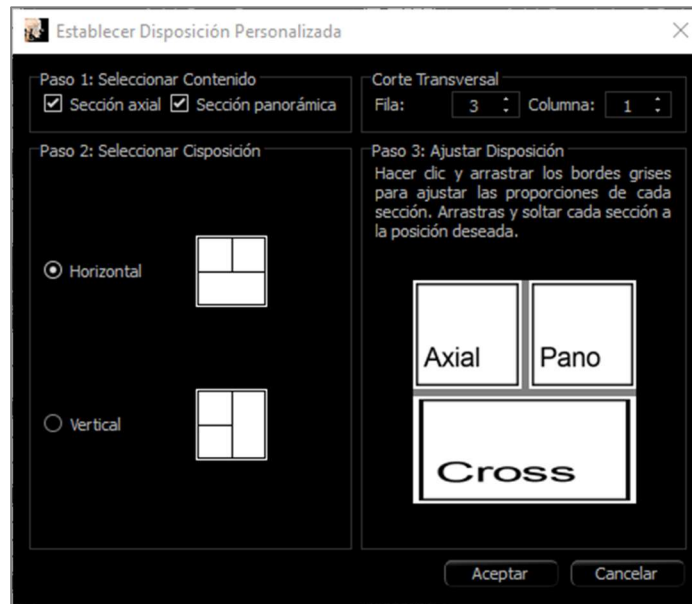 Establecer Disposición Personalizada
Paso 1: Seleccionar Contenido
Sección axial Sección panorámica
Corte Transversal
Fila: 3 Columna: 1
Paso 2: Seleccionar Cisposición
Horizontal
Vertical
Paso 3: Ajustar Disposición
Hacer clic y arrastrar los bordes grises
para ajustar las proporciones de cada
sección. Arrastras y soltar cada sección a
la posición deseada.
Axial Pano
Cross
Aceptar Cancelar